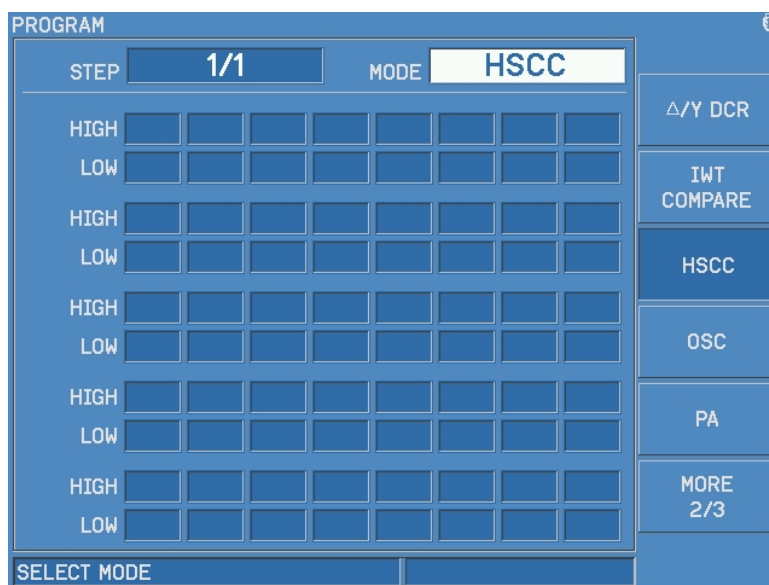 PROGRAM
STEP 1/1 MODE HSCC
HIGH
LOW
HIGH
LOW
HIGH
LOW
HIGH
LOW
HIGH
LOW
△/Y DCR
IWT
COMPARE
HSCC
OSC
PA
MORE
2/3
SELECT MODE